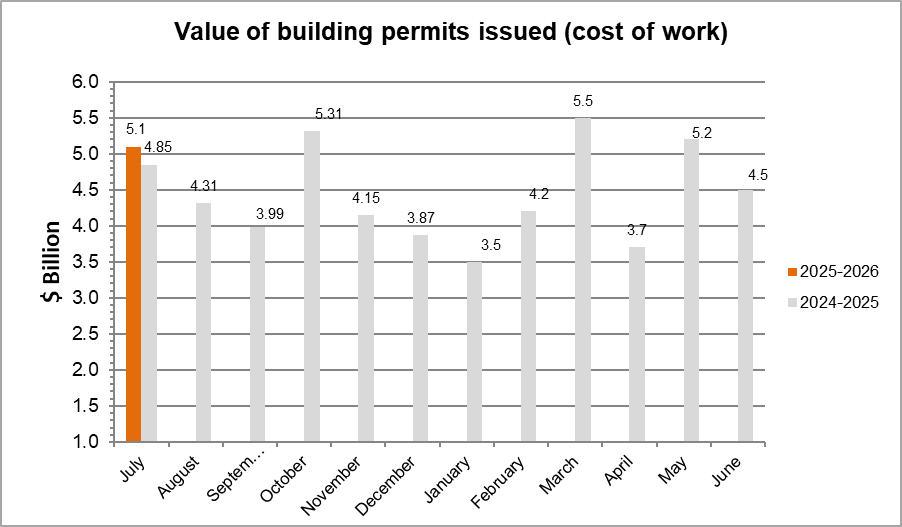 Value of building permits issued (cost of work)
$ Billion
6.0
5.5
5.0
4.5
4.0
3.5
3.0
2.5
2.0
1.5
1.0
5.1
4.85
4.31
3.99
5.31
4.15
3.87
3.5
4.2
5.5
3.7
5.2
4.5
July
August
Septem...
October
November
December
January
February
March
April
May
June
2025-2026
2024-2025